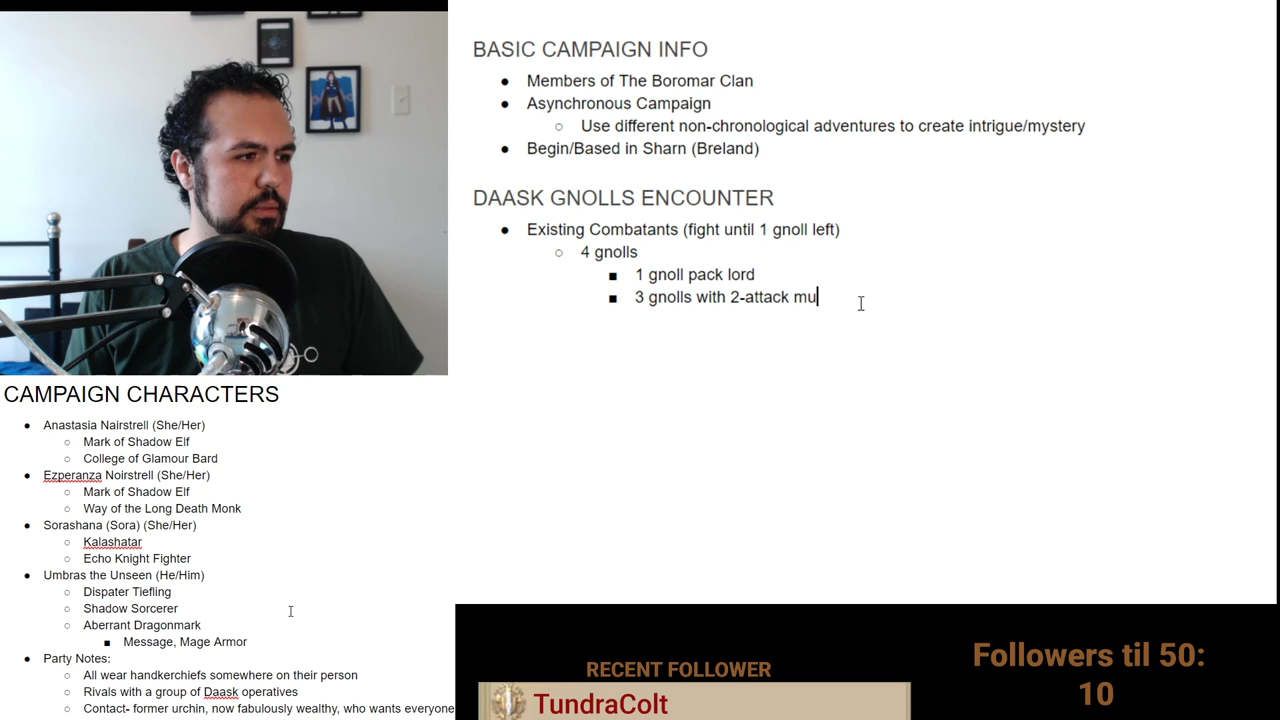 BASIC CAMPAIGN INFO
● Members of The Boromar Clan
● Asynchronous Campaign
○ Use different non-chronological adventures to create intrigue/mystery
● Begin/Based in Sharn (Breland)
DAASK GNOLLS ENCOUNTER
● Existing Combatants (fight until 1 gnoll left)
○ 4 gnolls
■ 1 gnoll pack lord
■ 3 gnolls with 2-attack mu
CAMPAIGN CHARACTERS
● Anastasia Nairstrell (She/Her)
○ Mark of Shadow Elf
○ College of Glamour Bard
● Ezperanza Noirstrell (She/Her)
○ Mark of Shadow Elf
○ Way of the Long Death Monk
● Sorashana (Sora) (She/Her)
○ Kalashatar
○ Echo Knight Fighter
● Umbras the Unseen (He/Him)
○ Dispater Tiefling
○ Shadow Sorcerer
○ Aberrant Dragonmark
■ Message, Mage Armor
● Party Notes:
○ All wear handkerchiefs somewhere on their person
○ Rivals with a group of Daask operatives
○ Contact- former urchin, now fabulously wealthy, who wants everyone
RECENT FOLLOWER
TundraColt
Followers til 50:
10